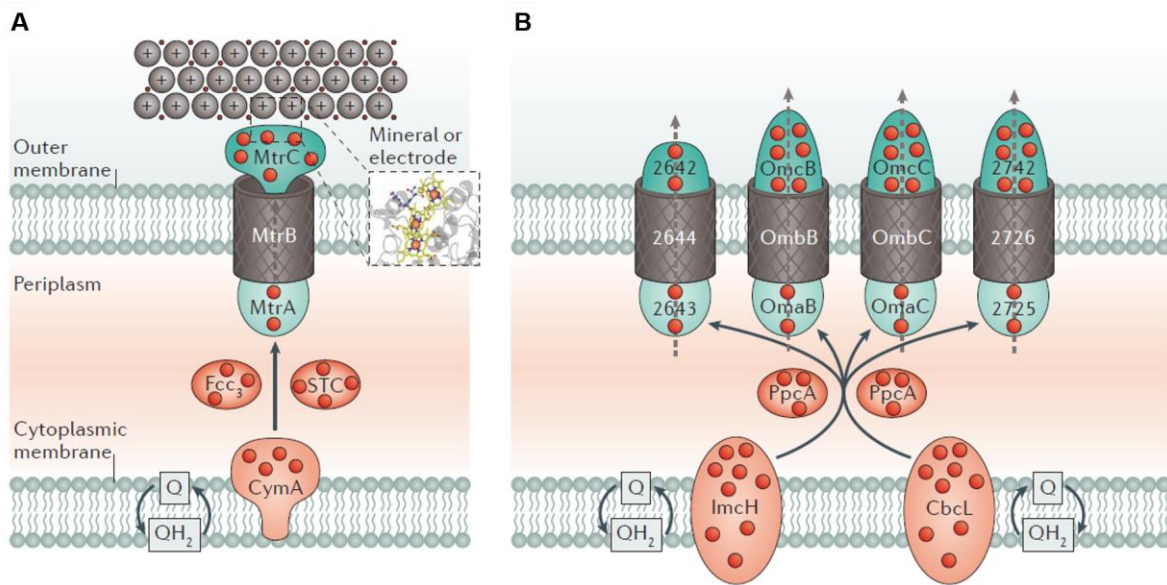 A
Outer
membrane
MtrC
Mineral or
electrode
MtrB
Periplasm
MtrA
Fcc3
STC
Cytoplasmic
membrane
CymA
Q
QH2
B
2642
OmcB
OmcC
2742
2644
OmbB
OmbC
2726
2643
OmaB
OmaC
2725
PpcA
PpcA
ImcH
CbcL
Q
QH2
Q
QH2